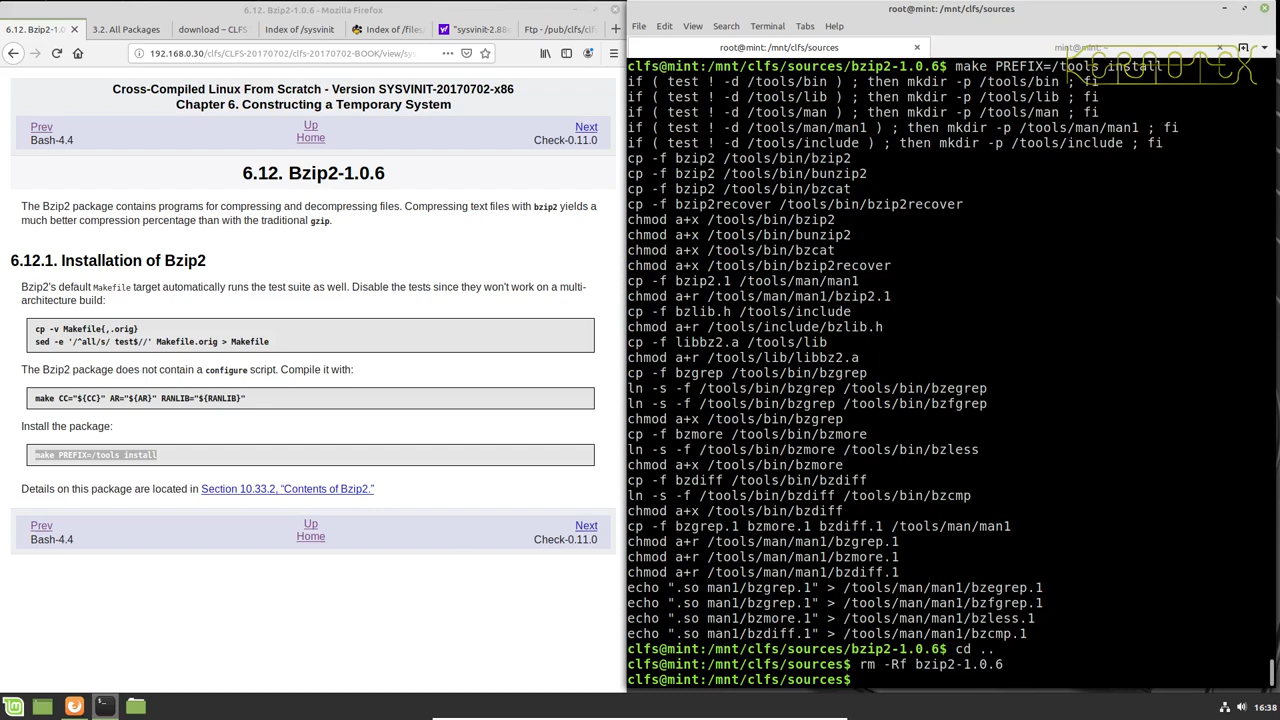 6.12. Bzip2-1.0.6 - Mozilla Firefox
6.12. Bzip2-1.0
3.2. All Packages
download – CLFS
Index of /sysvinit
Index of /files
"sysvinit-2.88
Ftp - /pub/clfs/c
192.168.0.30/clfs/CLFS-20170702/clfs-20170702-BOOK/view/sys
Cross-Compiled Linux From Scratch - Version SYSVINIT-20170702-x86
Chapter 6. Constructing a Temporary System
Prev
Up
Next
Bash-4.4
Home
Check-0.11.0
6.12. Bzip2-1.0.6
The Bzip2 package contains programs for compressing and decompressing files. Compressing text files with bzip2 yields a
much better compression percentage than with the traditional gzip.
6.12.1. Installation of Bzip2
Bzip2's default Makefile target automatically runs the test suite as well. Disable the tests since they won't work on a multi-
architecture build:
cp -v Makefile{,.orig}
sed -e '/^all/s/ test$//' Makefile.orig > Makefile
The Bzip2 package does not contain a configure script. Compile it with:
make CC="${CC}" AR="${AR}" RANLIB="${RANLIB}"
Install the package:
make PREFIX=/tools install
Details on this package are located in Section 10.33.2, “Contents of Bzip2.”
Prev
Up
Next
Bash-4.4
Home
Check-0.11.0
root@mint: /mnt/clfs/sources
File Edit View Search Terminal Tabs Help
root@mint: /mnt/clfs/sources
root@mint: ~
clfs@mint:/mnt/clfs/sources/bzip2-1.0.6$ make PREFIX=/tools install
if ( test ! -d /tools/bin ) ; then mkdir -p /tools/bin ; fi
if ( test ! -d /tools/lib ) ; then mkdir -p /tools/lib ; fi
if ( test ! -d /tools/man ) ; then mkdir -p /tools/man ; fi
if ( test ! -d /tools/man/man1 ) ; then mkdir -p /tools/man/man1 ; fi
if ( test ! -d /tools/include ) ; then mkdir -p /tools/include ; fi
cp -f bzip2 /tools/bin/bzip2
cp -f bzip2 /tools/bin/bunzip2
cp -f bzip2 /tools/bin/bzcat
cp -f bzip2recover /tools/bin/bzip2recover
chmod a+x /tools/bin/bzip2
chmod a+x /tools/bin/bunzip2
chmod a+x /tools/bin/bzcat
chmod a+x /tools/bin/bzip2recover
cp -f bzip2.1 /tools/man/man1
chmod a+r /tools/man/man1/bzip2.1
cp -f bzlib.h /tools/include
chmod a+r /tools/include/bzlib.h
cp -f libbz2.a /tools/lib
chmod a+r /tools/lib/libbz2.a
cp -f bzgrep /tools/bin/bzgrep
ln -s -f /tools/bin/bzgrep /tools/bin/bzegrep
ln -s -f /tools/bin/bzgrep /tools/bin/bzfgrep
chmod a+x /tools/bin/bzgrep
cp -f bzmore /tools/bin/bzmore
ln -s -f /tools/bin/bzmore /tools/bin/bzless
chmod a+x /tools/bin/bzmore
cp -f bzdiff /tools/bin/bzdiff
ln -s -f /tools/bin/bzdiff /tools/bin/bzcmp
chmod a+x /tools/bin/bzdiff
cp -f bzgrep.1 bzmore.1 bzdiff.1 /tools/man/man1
chmod a+r /tools/man/man1/bzgrep.1
chmod a+r /tools/man/man1/bzmore.1
chmod a+r /tools/man/man1/bzdiff.1
echo ".so man1/bzgrep.1" > /tools/man/man1/bzegrep.1
echo ".so man1/bzgrep.1" > /tools/man/man1/bzfgrep.1
echo ".so man1/bzmore.1" > /tools/man/man1/bzless.1
echo ".so man1/bzdiff.1" > /tools/man/man1/bzcmp.1
clfs@mint:/mnt/clfs/sources/bzip2-1.0.6$ cd ..
clfs@mint:/mnt/clfs/sources$ rm -Rf bzip2-1.0.6
clfs@mint:/mnt/clfs/sources$
16:38